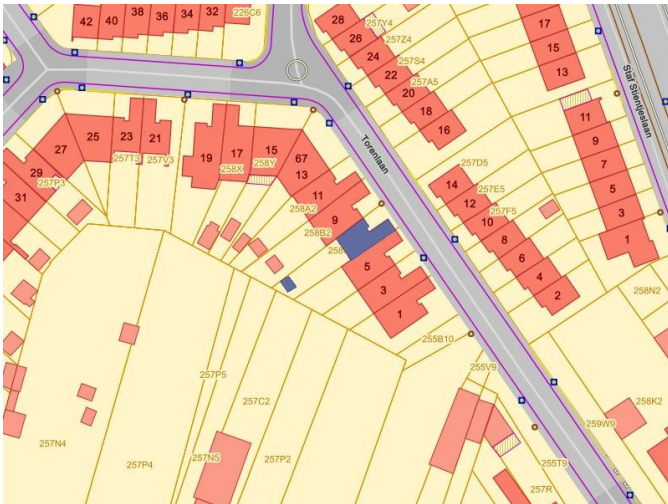 42
40
38
36
34
32
226C6
28
26
257Y4
24
257Z4
22
257S4
20
257A5
18
16
17
15
13
11
9
7
5
3
1
Staf Stientjeslaan
Torenlaan
31
29
257P3
27
25
23
257T3
21
257V3
19
258X
17
15
258Y
67
13
11
258A2
9
258B2
5
3
1
14
257D5
12
257E5
10
257F5
8
6
4
2
258N2
255B10
255V9
258K2
259W9
255T9
257R
257P5
257C2
257N4
257P4
257N5
257P2